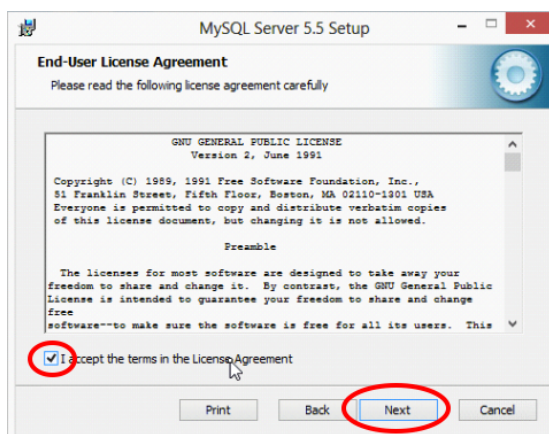 MySQL Server 5.5 Setup
End-User License Agreement
Please read the following license agreement carefully
GNU GENERAL PUBLIC LICENSE
Version 2, June 1991
Copyright (C) 1989, 1991 Free Software Foundation, Inc.,
51 Franklin Street, Fifth Floor, Boston, MA 02110-1301 USA
Everyone is permitted to copy and distribute verbatim copies
of this license document, but changing it is not allowed.
Preamble
The licenses for most software are designed to take away your
freedom to share and change it. By contrast, the GNU General Public
License is intended to guarantee your freedom to share and change
free
software--to make sure the software is free for all its users. This
I accept the terms in the License Agreement
Print Back Next Cancel